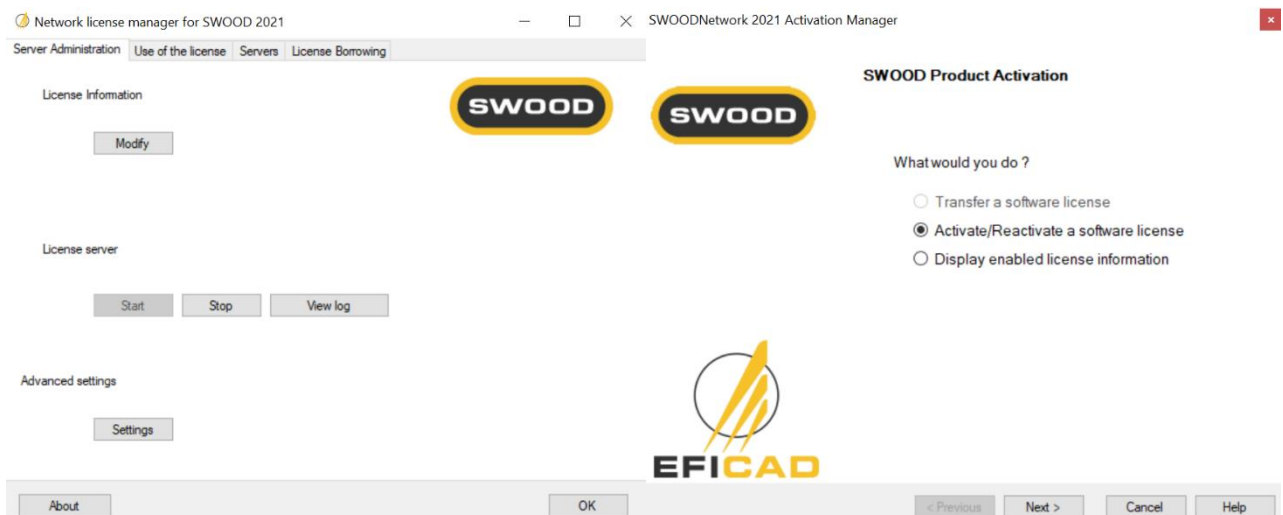 Network license manager for SWOOD 2021
Server Administration Use of the license Servers License Borrowing
License Information
SWOOD
Modify
License server
Start Stop View log
Advanced settings
Settings
About OK
SWOODNetwork 2021 Activation Manager
SWOOD Product Activation
SWOOD
What would you do ?
Transfer a software license
Activate/Reactivate a software license
Display enabled license information
EFICAD
< Previous Next > Cancel Help